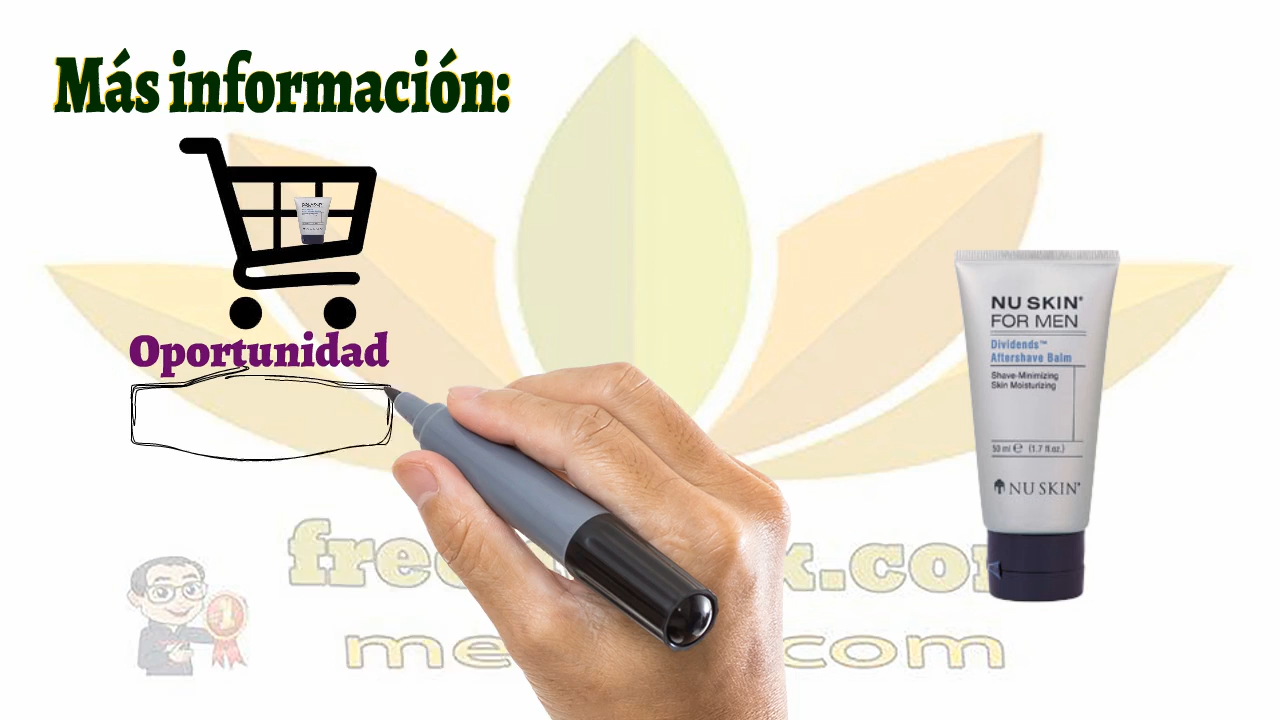 Más información:
Oportunidad
NU SKIN®
FOR MEN
Dividends™
Aftershave Balm
Shave-Minimizing
Skin Moisturizing
50 ml ℮ (1.7 fl.oz.)
NU SKIN®
1